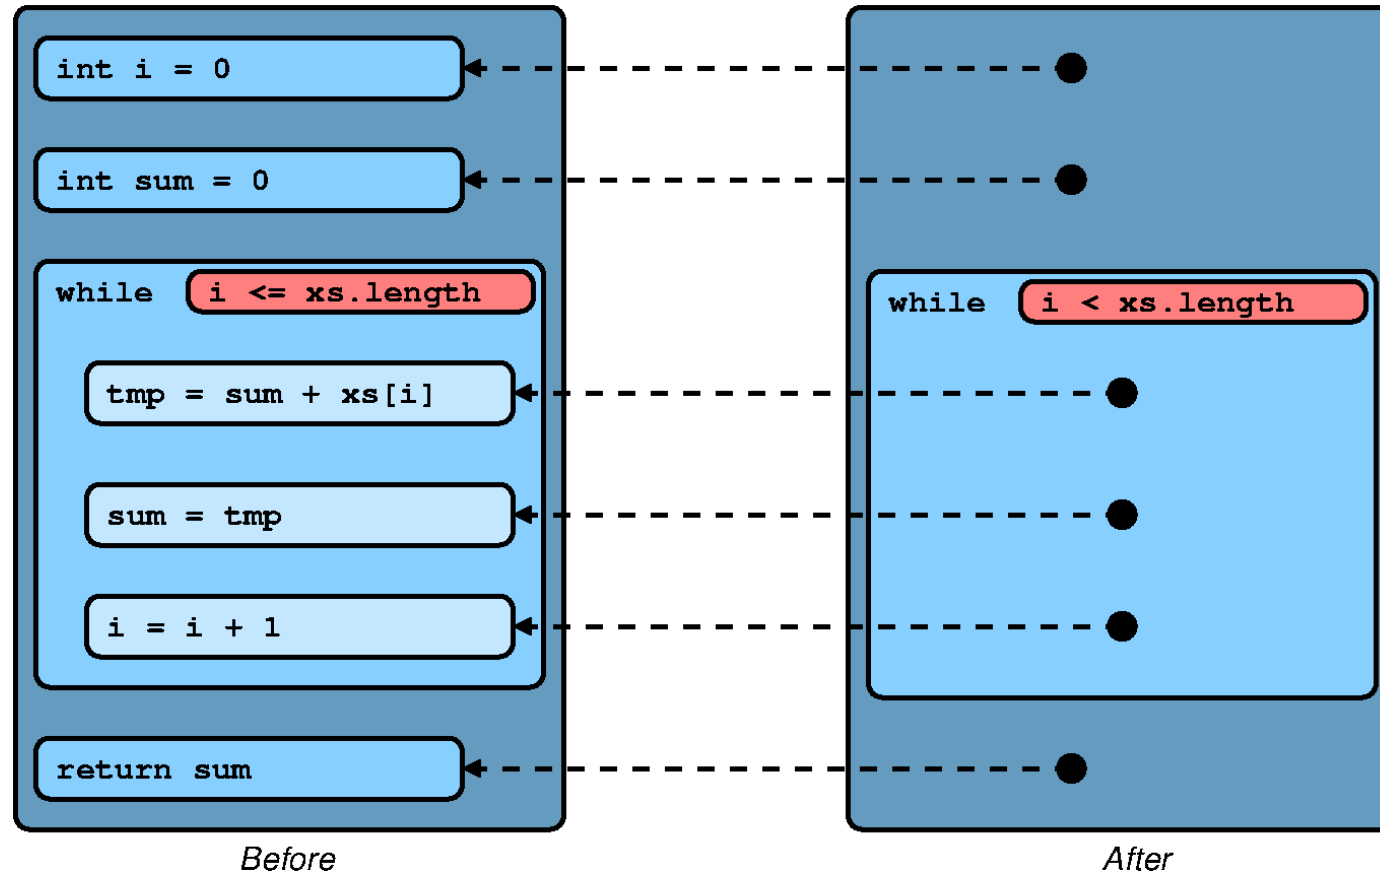 int i = 0
int sum = 0
while i <= xs.length
tmp = sum + xs[i]
sum = tmp
i = i + 1
return sum
Before
while i < xs.length
After